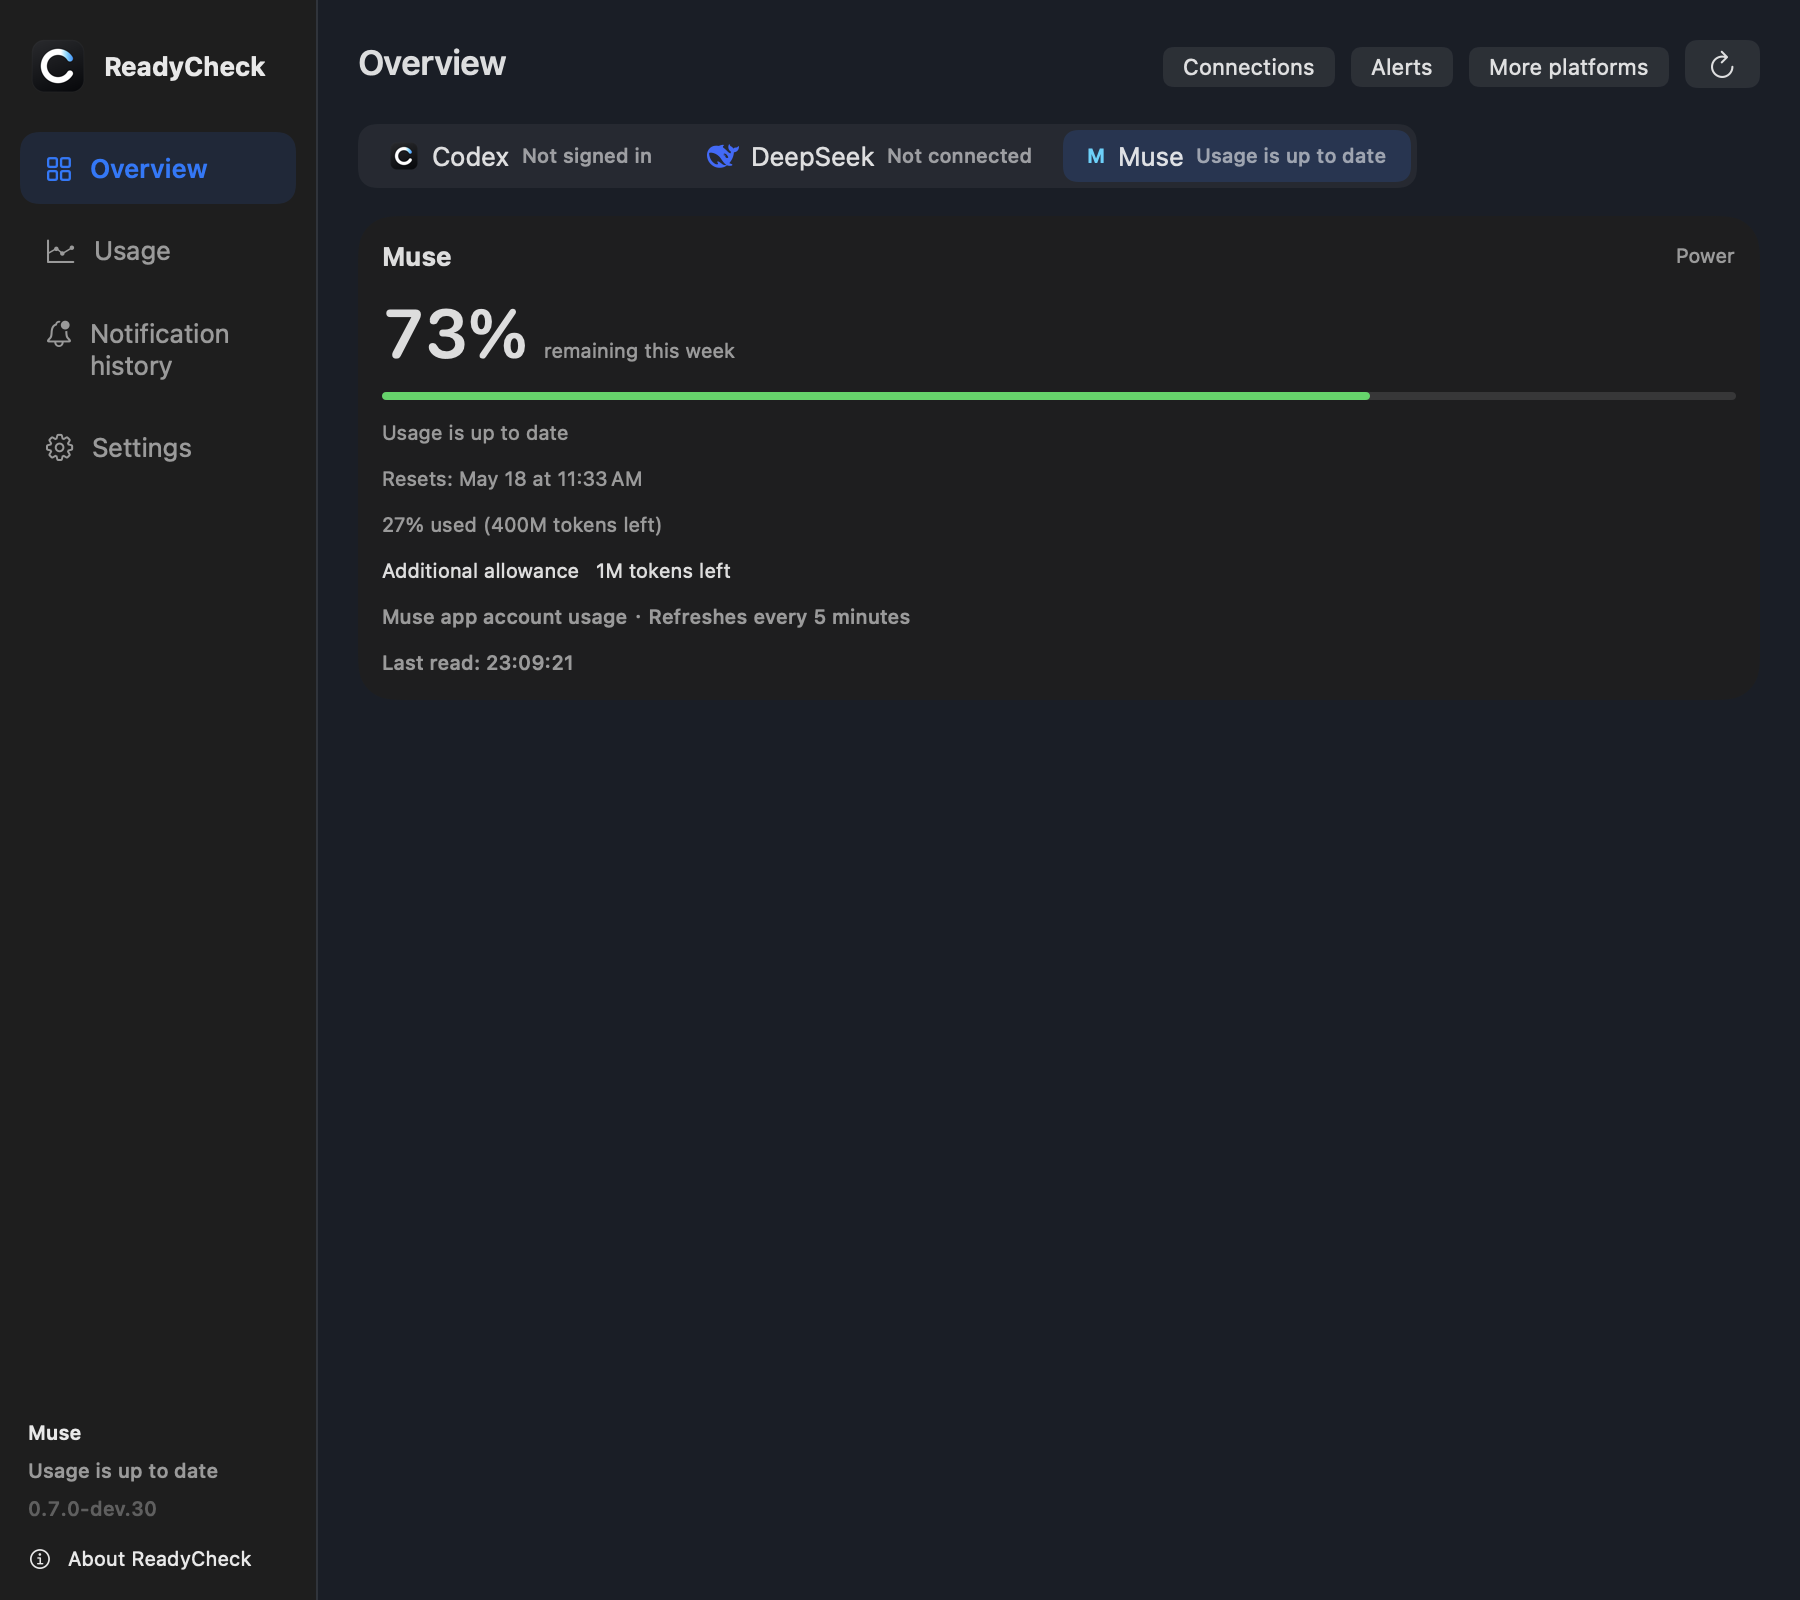 ReadyCheck
Overview
Usage
Notification
history
Settings
Muse
Usage is up to date
0.7.0-dev.30
About ReadyCheck
Overview
Connections
Alerts
More platforms
Codex Not signed in
DeepSeek Not connected
M Muse Usage is up to date
Muse
Power
73% remaining this week
Usage is up to date
Resets: May 18 at 11:33 AM
27% used (400M tokens left)
Additional allowance 1M tokens left
Muse app account usage · Refreshes every 5 minutes
Last read: 23:09:21